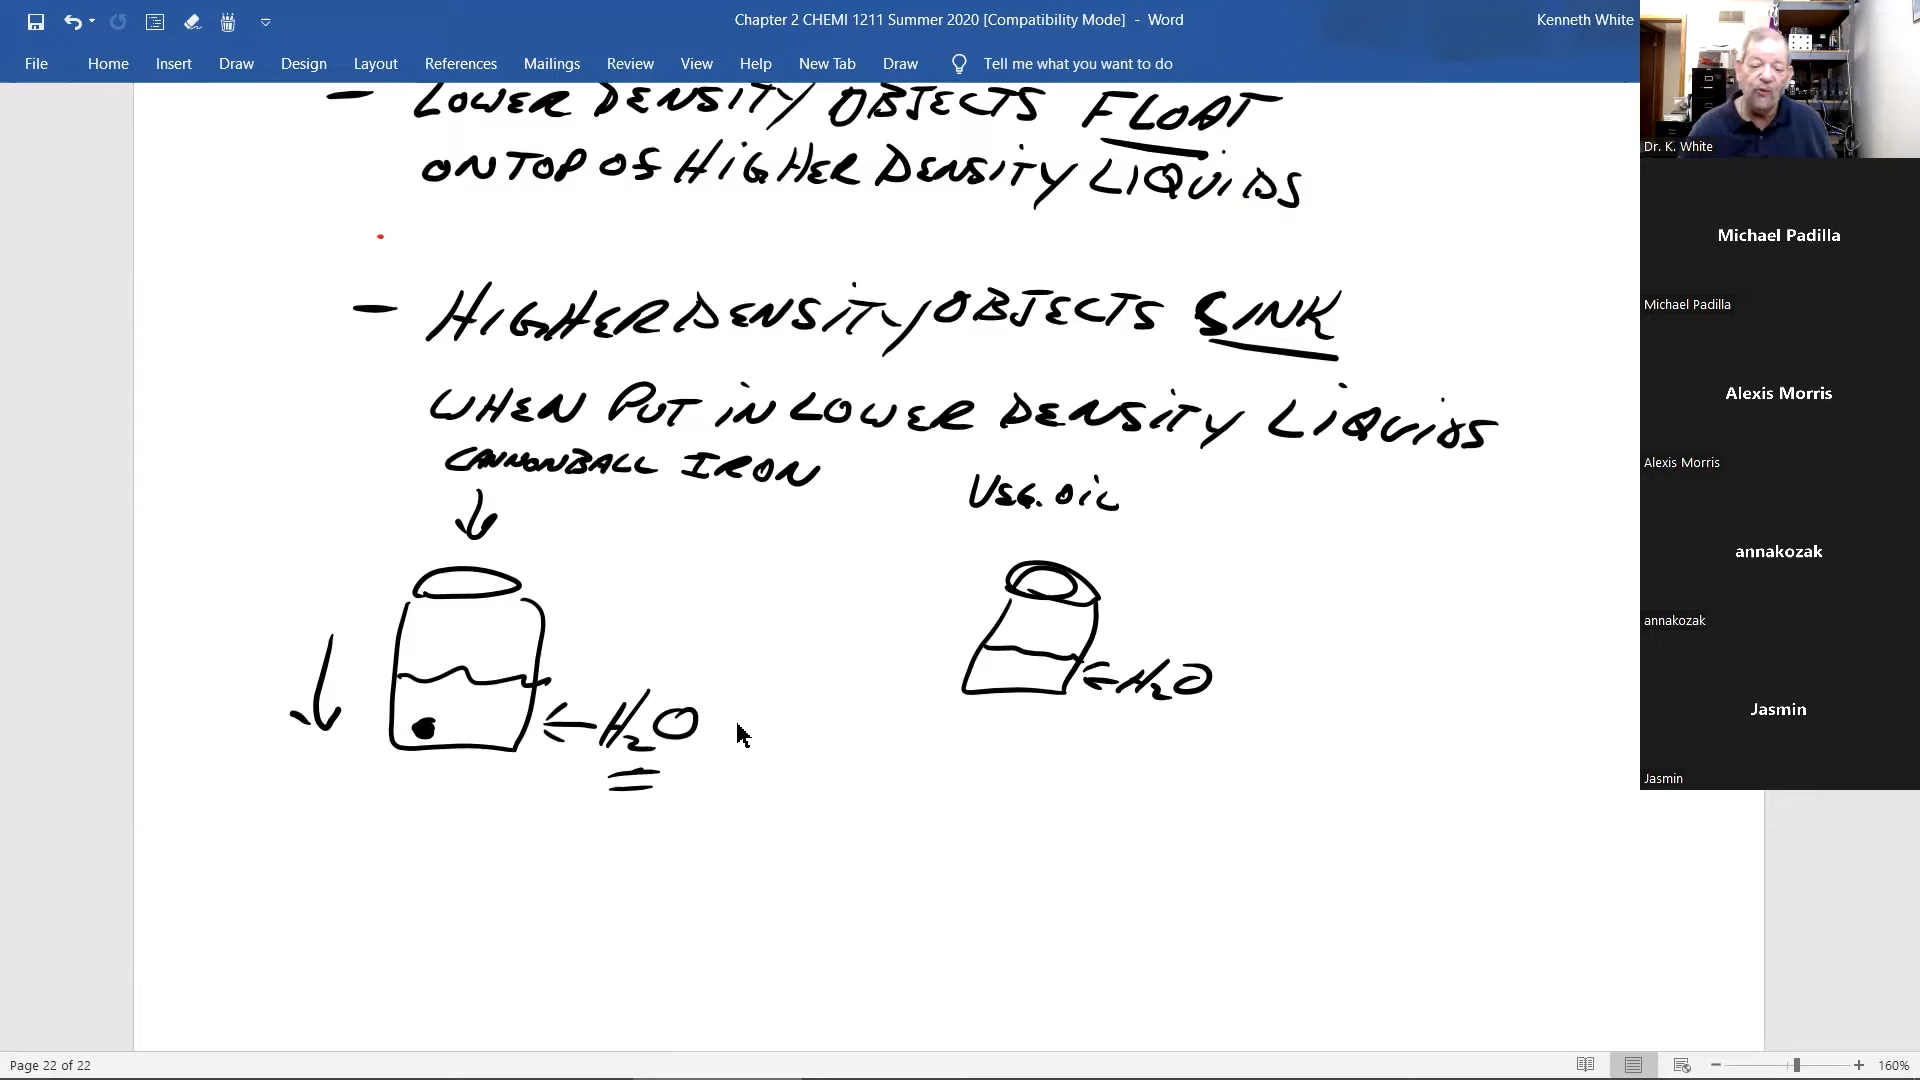 Chapter 2 CHEMI 1211 Summer 2020 [Compatibility Mode] - Word
Kenneth White
File Home Insert Draw Design Layout References Mailings Review View Help New Tab Draw Tell me what you want to do
- LOWER DENSITY OBJECTS FLOAT
ON TOP OF HIGHER DENSITY LIQUIDS
- HIGHER DENSITY OBJECTS SINK
WHEN PUT IN LOWER DENSITY LIQUIDS
CANNONBALL IRON
VEG. OIL
H2O
H2O
Dr. K. White
Michael Padilla
Michael Padilla
Alexis Morris
Alexis Morris
annakozak
annakozak
Jasmin
Jasmin
Page 22 of 22
160%